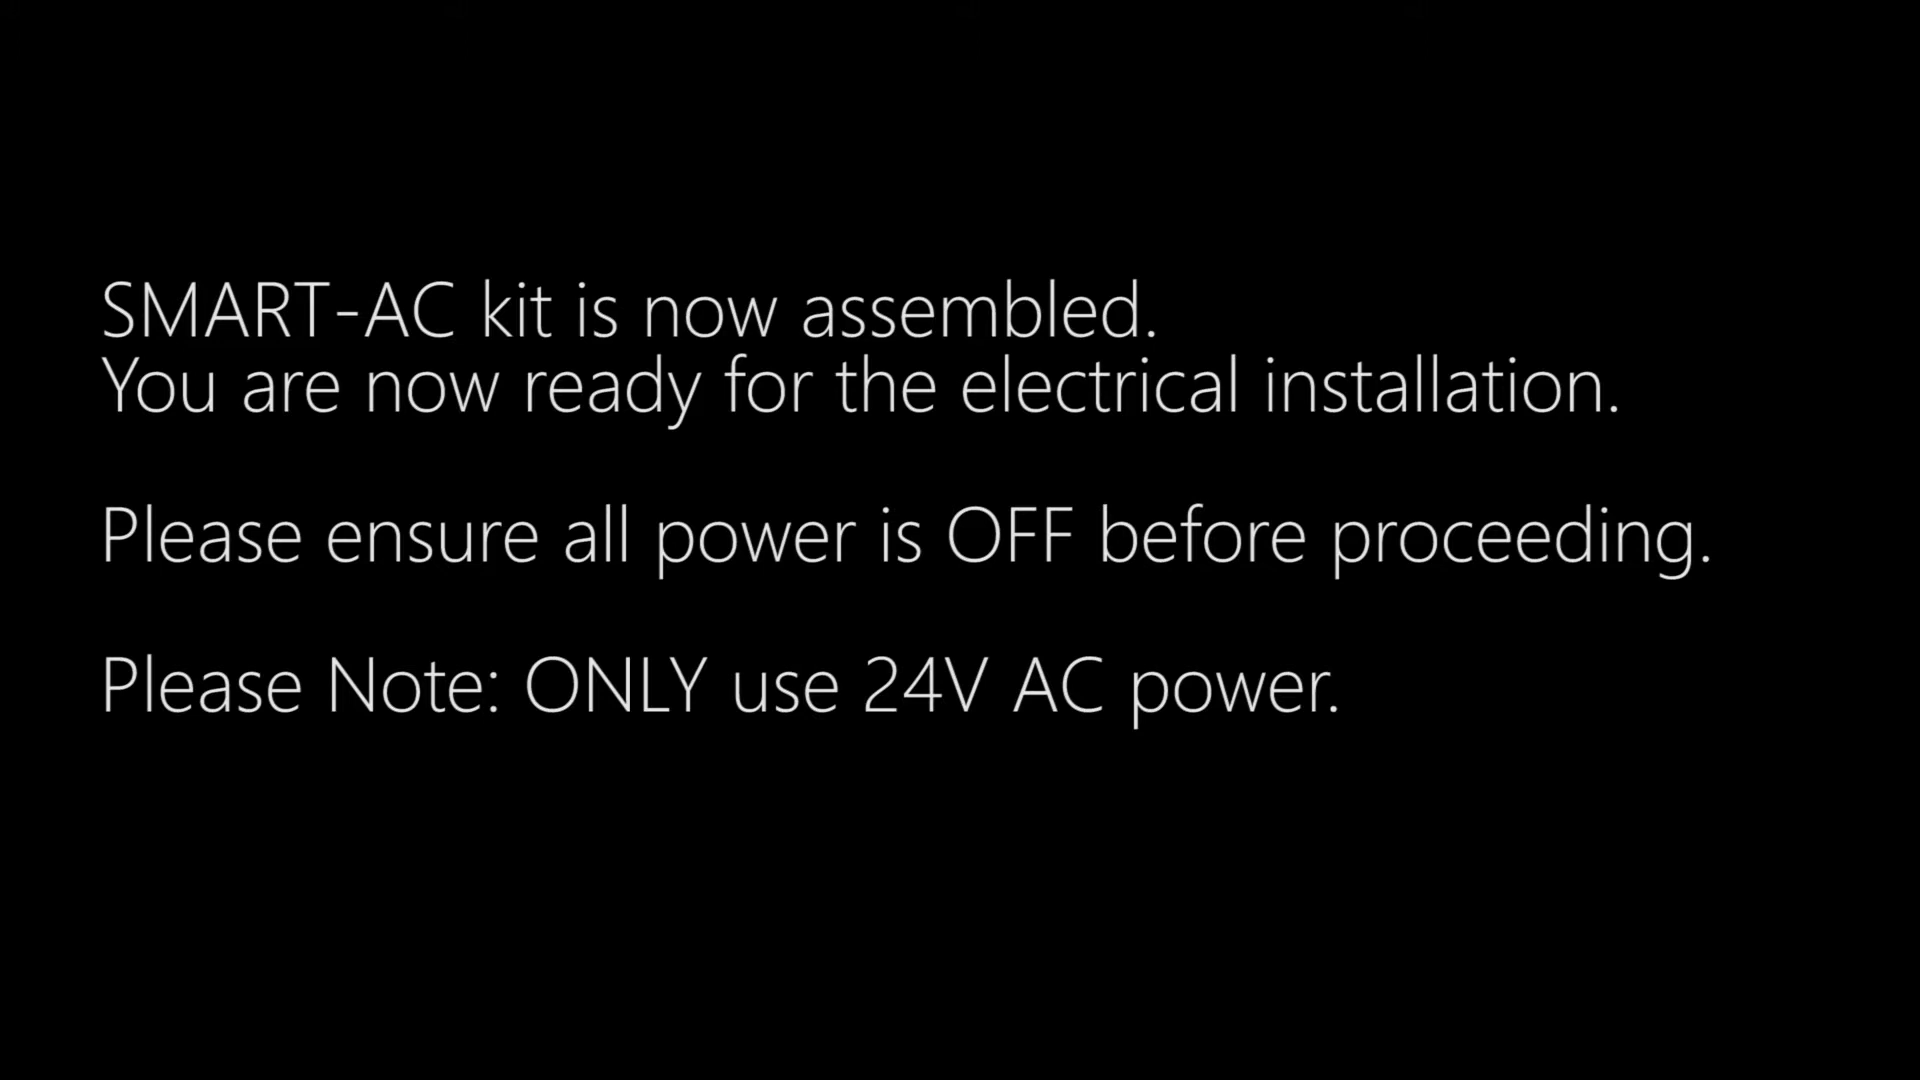 SMART-AC kit is now assembled.
You are now ready for the electrical installation.
Please ensure all power is OFF before proceeding.
Please Note: ONLY use 24V AC power.